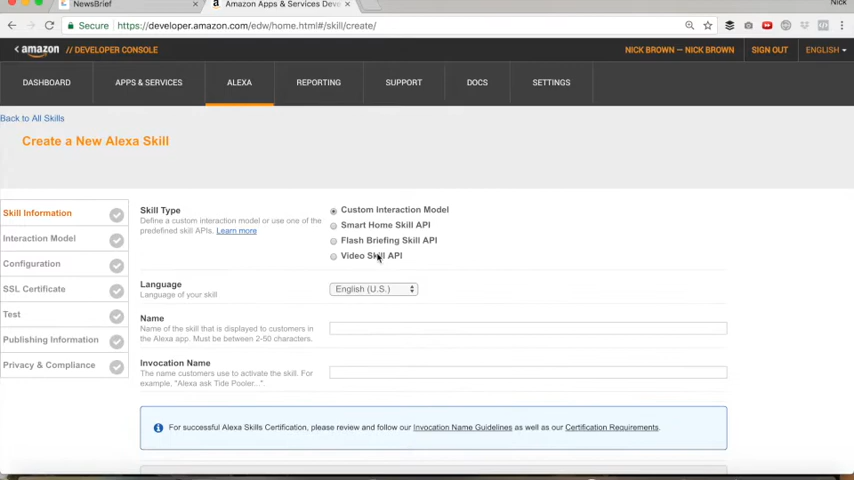 NewsBrief
Amazon Apps & Services Dev
Nick
Secure
https://developer.amazon.com/edw/home.html#/skill/create/
amazon // DEVELOPER CONSOLE
NICK BROWN — NICK BROWN
SIGN OUT
ENGLISH
DASHBOARD
APPS & SERVICES
ALEXA
REPORTING
SUPPORT
DOCS
SETTINGS
Back to All Skills
Create a New Alexa Skill
Skill Information
Interaction Model
Configuration
SSL Certificate
Test
Publishing Information
Privacy & Compliance
Skill Type
Define a custom interaction model or use one of the
predefined skill APIs. Learn more
Custom Interaction Model
Smart Home Skill API
Flash Briefing Skill API
Video Skill API
Language
Language of your skill
English (U.S.)
Name
Name of the skill that is displayed to customers in
the Alexa app. Must be between 2-50 characters.
Invocation Name
The name customers use to activate the skill. For
example, "Alexa ask Tide Pooler...".
For successful Alexa Skills Certification, please review and follow our Invocation Name Guidelines as well as our Certification Requirements.